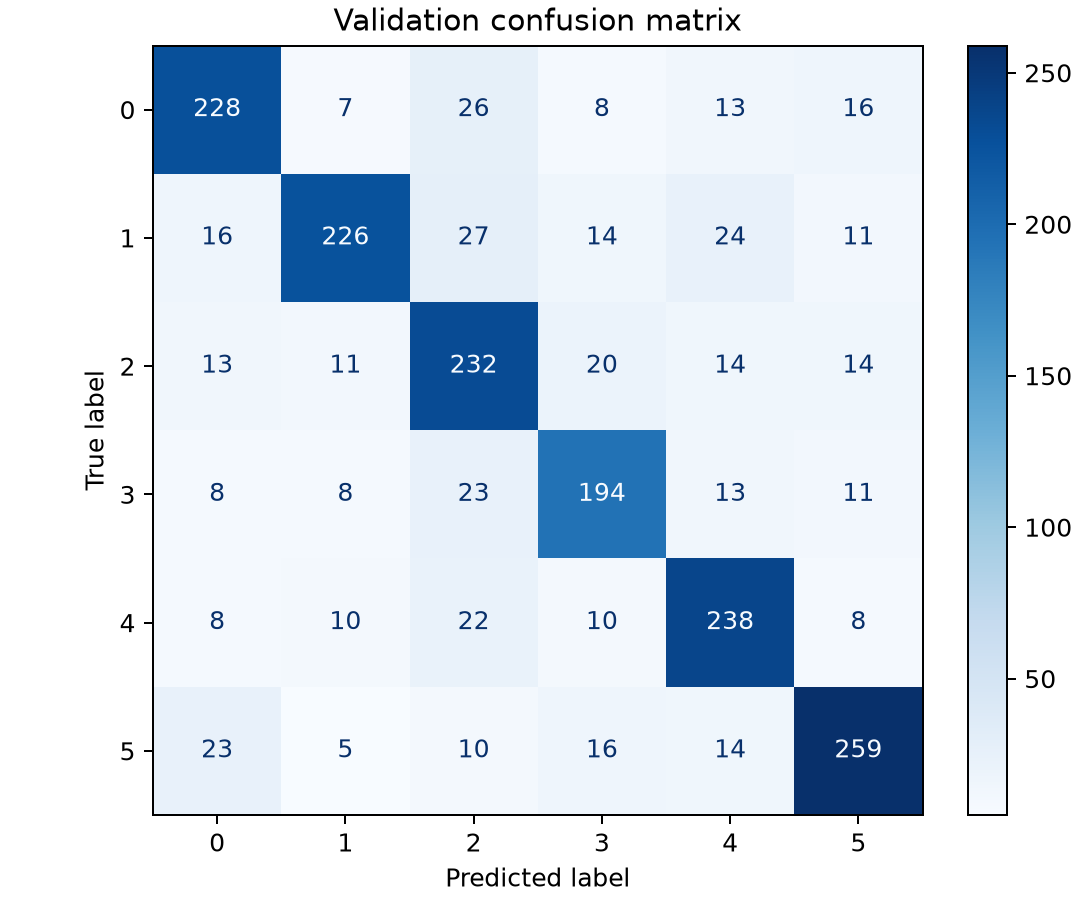 Validation confusion matrix
0 228 7 26 8 13 16
1 16 226 27 14 24 11
2 13 11 232 20 14 14
3 8 8 23 194 13 11
4 8 10 22 10 238 8
5 23 5 10 16 14 259
0 1 2 3 4 5
Predicted label
True label
250
200
150
100
50